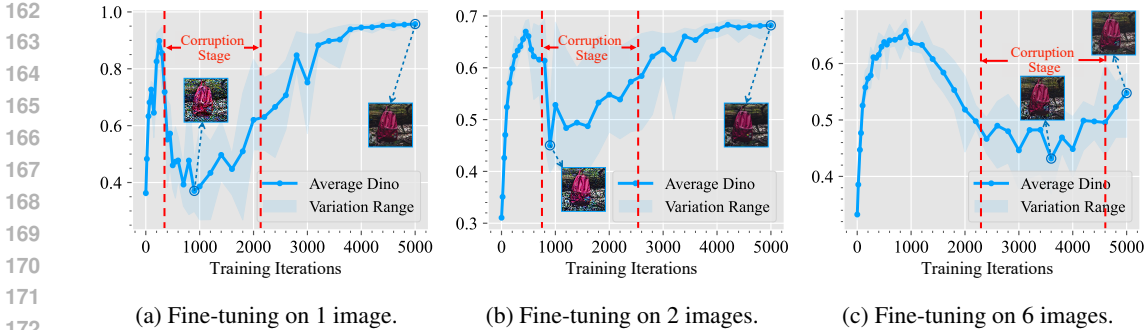 162
163
164
165
166
167
168
169
170
171
172
1.0
0.8
0.6
0.4
Corruption
Stage
Average Dino
Variation Range
0 1000 2000 3000 4000 5000
Training Iterations
(a) Fine-tuning on 1 image.
0.7
0.6
0.5
0.4
0.3
Corruption
Stage
Average Dino
Variation Range
0 1000 2000 3000 4000 5000
Training Iterations
(b) Fine-tuning on 2 images.
0.6
0.5
0.4
Corruption
Stage
Average Dino
Variation Range
0 1000 2000 3000 4000 5000
Training Iterations
(c) Fine-tuning on 6 images.